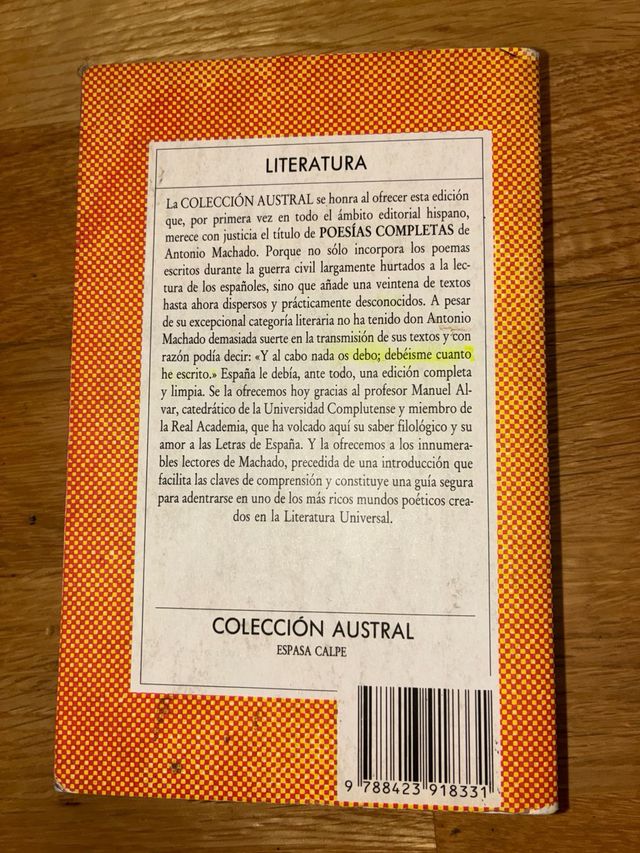 LITERATURA
La COLECCIÓN AUSTRAL se honra al ofrecer esta edición
que, por primera vez en todo el ámbito editorial hispano,
merece con justicia el título de POESÍAS COMPLETAS de
Antonio Machado. Porque no sólo incorpora los poemas
escritos durante la guerra civil largamente hurtados a la lec-
tura de los españoles, sino que añade una veintena de textos
hasta ahora dispersos y prácticamente desconocidos. A pesar
de su excepcional categoría literaria no ha tenido don Antonio
Machado demasiada suerte en la transmisión de sus textos y con
razón podía decir: «Y al cabo nada os debo; debéisme cuanto
he escrito.» España le debía, ante todo, una edición completa
y limpia. Se la ofrecemos hoy gracias al profesor Manuel Al-
var, catedrático de la Universidad Complutense y miembro de
la Real Academia, que ha volcado aquí su saber filológico y su
amor a las Letras de España. Y la ofrecemos a los innumera-
bles lectores de Machado, precedida de una introducción que
facilita las claves de comprensión y constituye una guía segura
para adentrarse en uno de los más ricos mundos poéticos crea-
dos en la Literatura Universal.
COLECCIÓN AUSTRAL
ESPASA CALPE
9 788423 918331